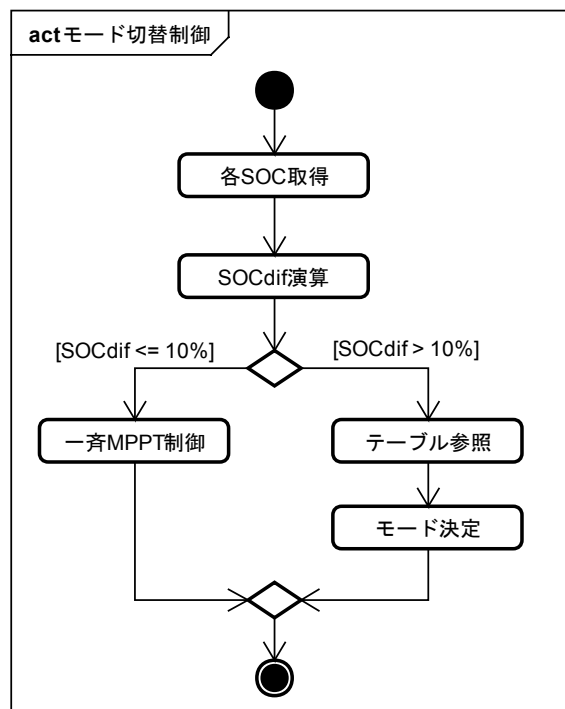 actモード切替制御
各SOC取得
SOCdif演算
[SOCdif <= 10%]
[SOCdif > 10%]
一斉MPPT制御
テーブル参照
モード決定